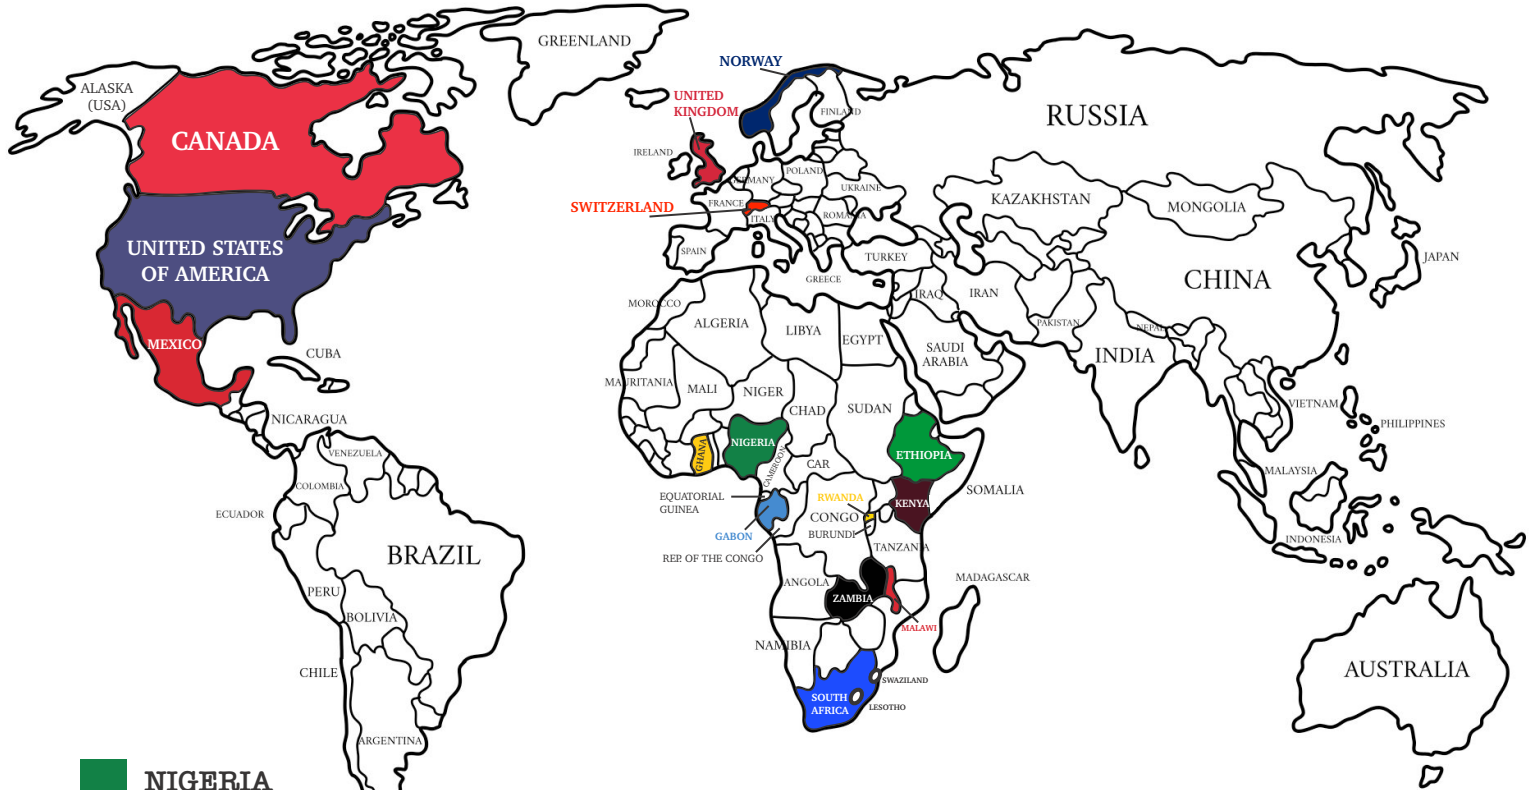 GREENLAND
NORWAY
ALASKA
(USA)
UNITED
KINGDOM
FINLAND
RUSSIA
CANADA
IRELAND
POLAND
GERMANY
UKRAINE
KAZAKHSTAN
MONGOLIA
SWITZERLAND
FRANCE
ITALY
ROMANIA
UNITED STATES
OF AMERICA
SPAIN
TURKEY
JAPAN
GREECE
CHINA
IRAQ
IRAN
MOROCCO
ALGERIA
LIBYA
EGYPT
PAKISTAN
NEPAL
MEXICO
SAUDI
ARABIA
INDIA
CUBA
MAURITANIA
MALI
NIGER
CHAD
SUDAN
VIETNAM
NICARAGUA
PHILIPPINES
VENEZUELA
GHANA
NIGERIA
CAMEROON
CAR
ETHIOPIA
MALAYSIA
COLOMBIA
EQUATORIAL
GUINEA
RWANDA
KENYA
SOMALIA
ECUADOR
CONGO
GABON
BURUNDI
INDONESIA
REP. OF THE CONGO
TANZANIA
BRAZIL
ANGOLA
MADAGASCAR
PERU
ZAMBIA
BOLIVIA
MALAWI
NAMIBIA
CHILE
AUSTRALIA
SWAZILAND
SOUTH
AFRICA
LESOTHO
ARGENTINA
NIGERIA